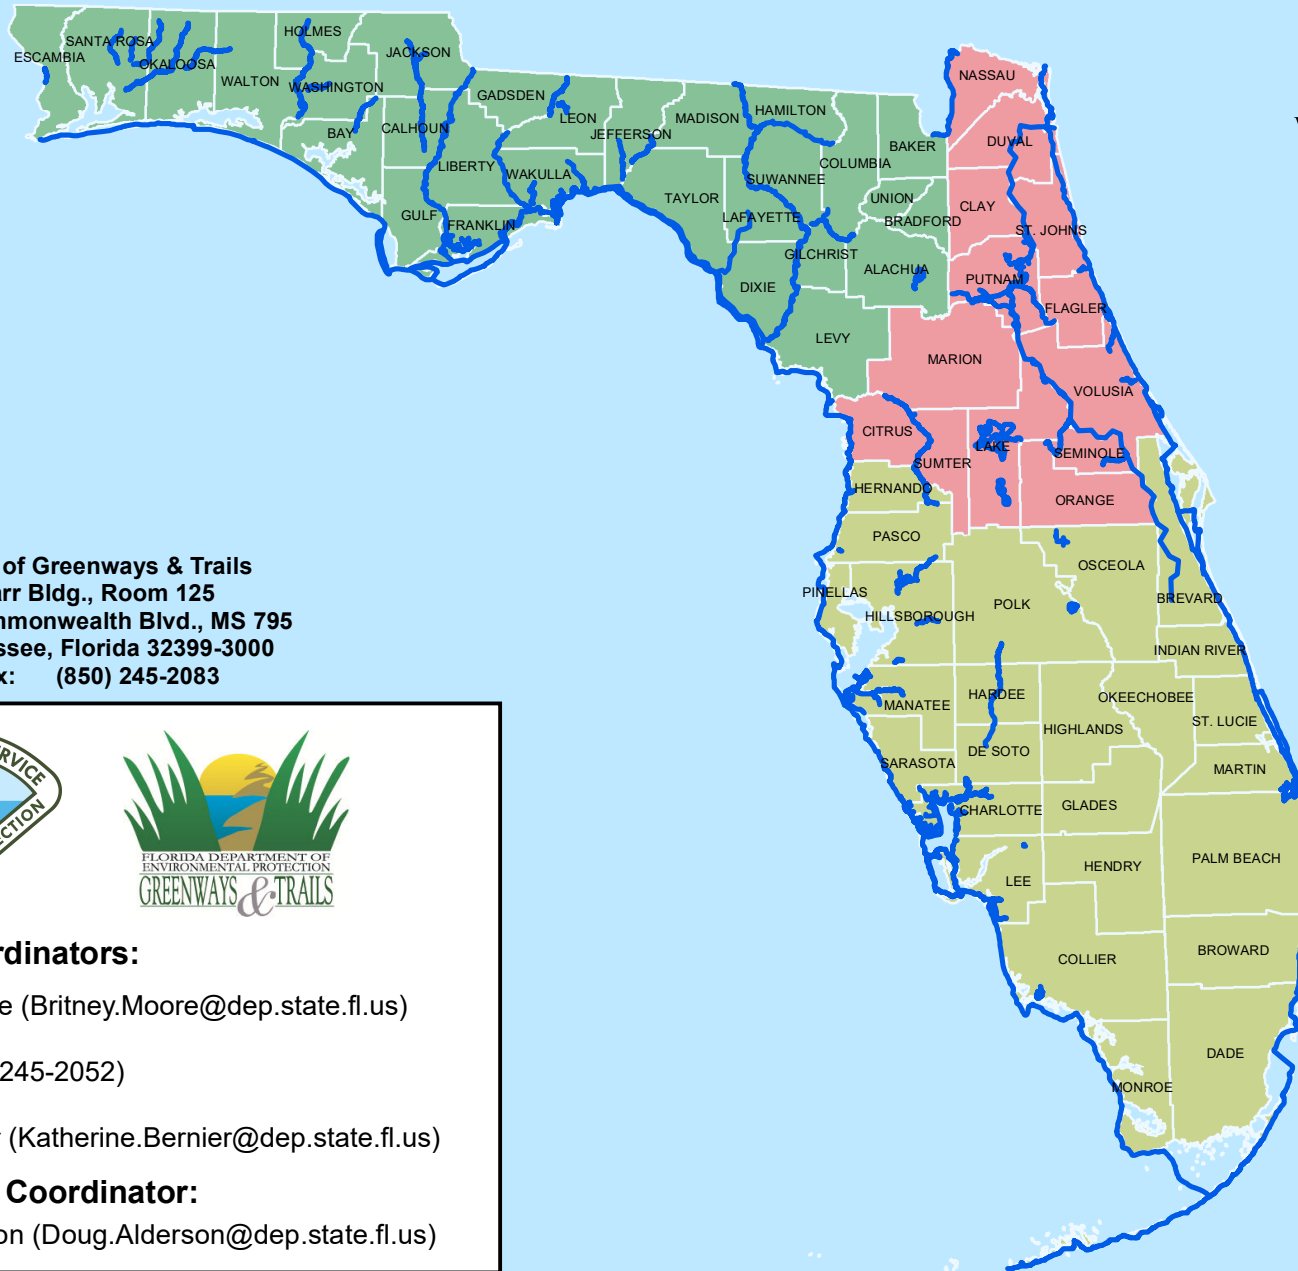 HOLMES
SANTA ROSA
JACKSON
ESCAMBIA
OKALOOSA
WALTON
WASHINGTON
GADSDEN
NASSAU
LEON
MADISON
HAMILTON
BAY
CALHOUN
JEFFERSON
BAKER
DUVAL
COLUMBIA
LIBERTY
WAKULLA
SUWANNEE
TAYLOR
UNION
CLAY
GULF
FRANKLIN
LAFAYETTE
BRADFORD
ST. JOHNS
GILCHRIST
ALACHUA
PUTNAM
DIXIE
FLAGLER
LEVY
MARION
VOLUSIA
CITRUS
LAKE
SEMINOLE
SUMTER
HERNANDO
ORANGE
PASCO
OSCEOLA
PINELLAS
POLK
BREVARD
HILLSBOROUGH
INDIAN RIVER
HARDEE
OKEECHOBEE
MANATEE
ST. LUCIE
HIGHLANDS
DE SOTO
SARASOTA
MARTIN
CHARLOTTE
GLADES
PALM BEACH
HENDRY
LEE
BROWARD
COLLIER
DADE
MONROE
of Greenways & Trails
arr Bldg., Room 125
mmonwealth Blvd., MS 795
ssee, Florida 32399-3000
x: (850) 245-2083
RVICE
ECTION
FLORIDA DEPARTMENT OF
ENVIRONMENTAL PROTECTION
GREENWAYS & TRAILS
rdinators:
e (Britney.Moore@dep.state.fl.us)
245-2052)
(Katherine.Bernier@dep.state.fl.us)
Coordinator:
on (Doug.Alderson@dep.state.fl.us)